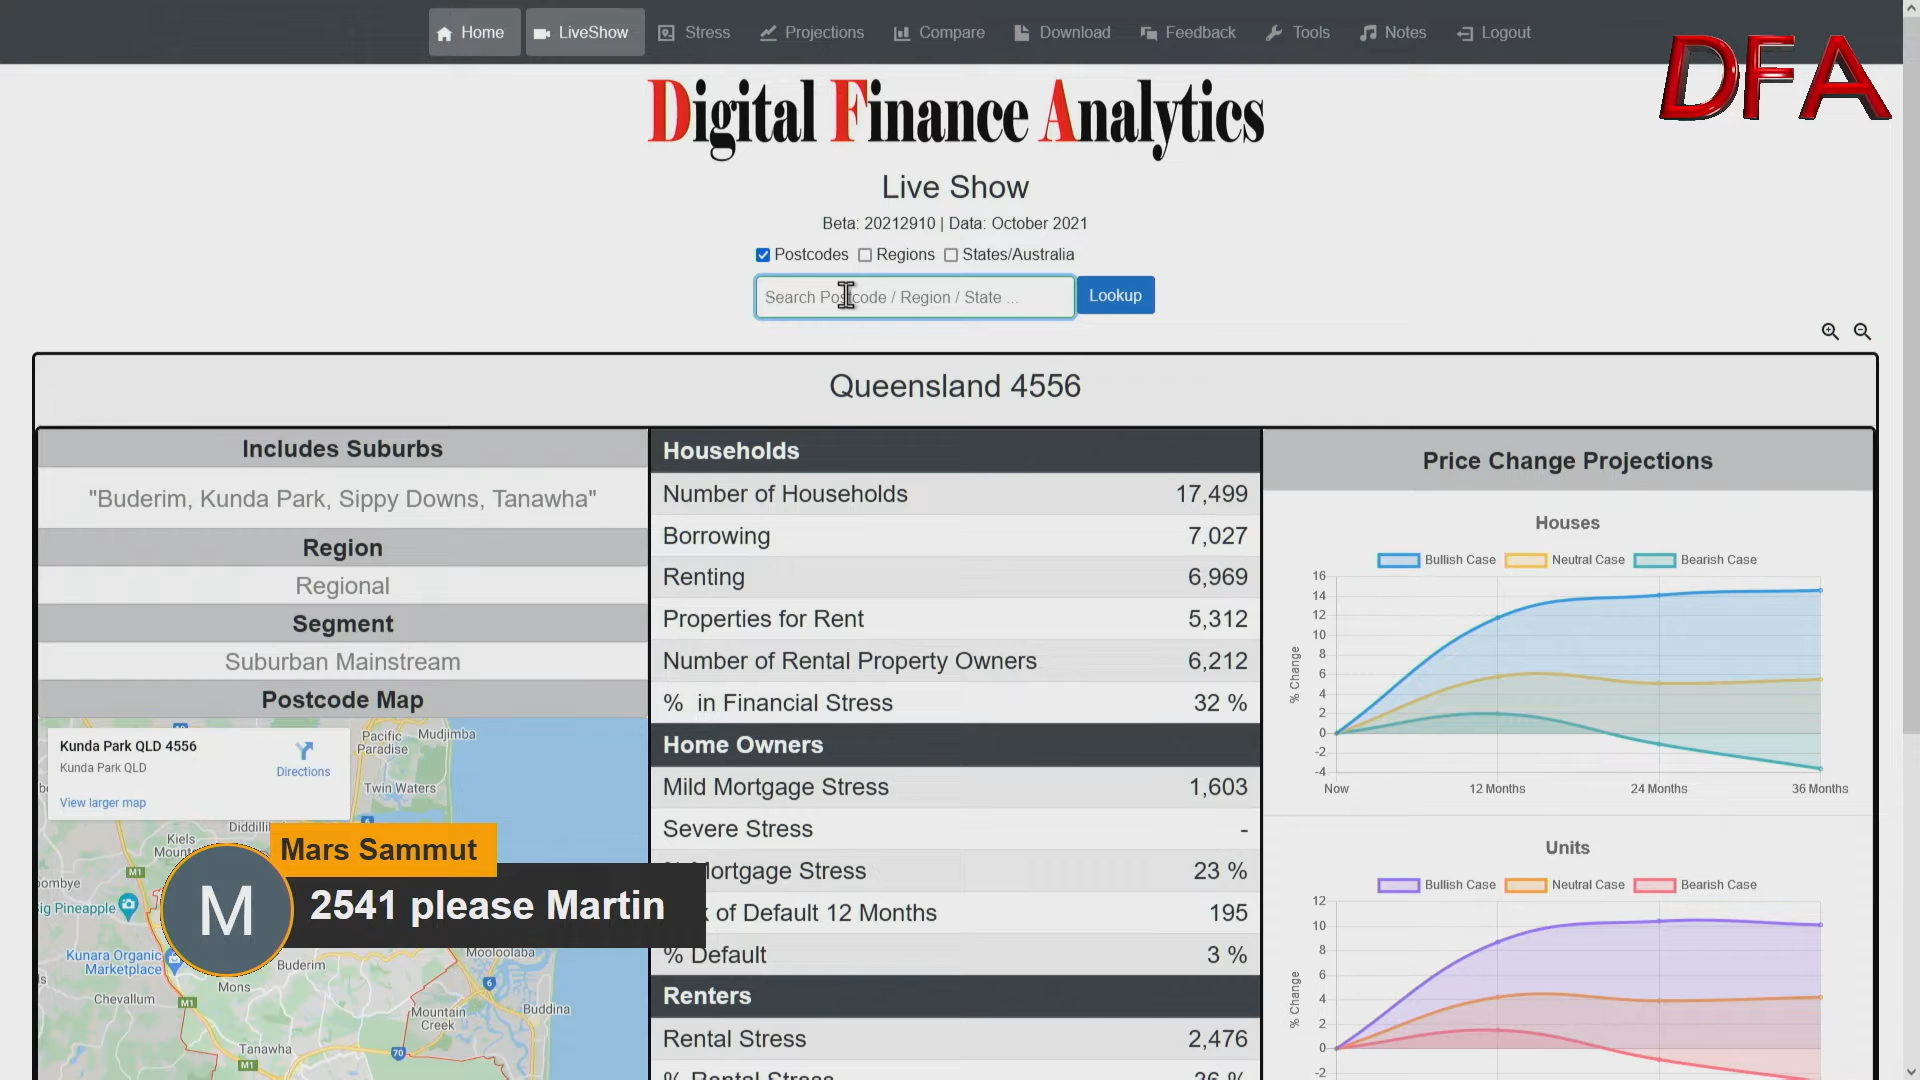 Home LiveShow Stress Projections Compare Download Feedback Tools Notes Logout
DFA
Digital Finance Analytics
Live Show
Beta: 20212910 | Data: October 2021
Postcodes Regions States/Australia
Search Postcode / Region / State ... Lookup
Queensland 4556
Includes Suburbs
"Buderim, Kunda Park, Sippy Downs, Tanawha"
Region
Regional
Segment
Suburban Mainstream
Postcode Map
Kunda Park QLD 4556
Kunda Park QLD
Directions
View larger map
Pacific
Paradise
Mudjimba
Twin Waters
Kiels
M1
Kunara Organic
Marketplace
Buderim
Mons
Chevallum
M1
Mooloolaba
6
Buddina
Mountain
Creek
Tanawha
70
M1
Mars Sammut
M
2541 please Martin
Households
Number of Households 17,499
Borrowing 7,027
Renting 6,969
Properties for Rent 5,312
Number of Rental Property Owners 6,212
% in Financial Stress 32 %
Home Owners
Mild Mortgage Stress 1,603
Severe Stress -
Mortgage Stress 23 %
of Default 12 Months 195
% Default 3 %
Renters
Rental Stress 2,476
Price Change Projections
Houses
Bullish Case Neutral Case Bearish Case
% Change
16
14
12
10
8
6
4
2
0
-2
-4
Now 12 Months 24 Months 36 Months
Units
Bullish Case Neutral Case Bearish Case
% Change
12
10
8
6
4
2
0
-2